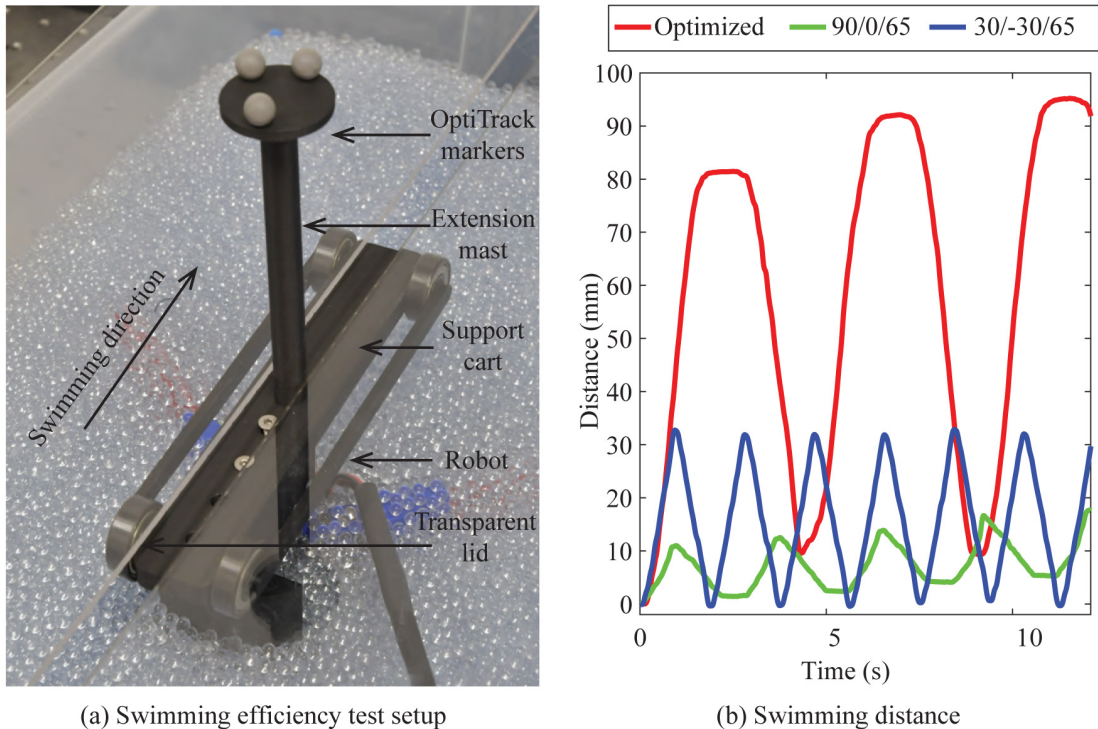 OptiTrack
markers
Extension
mast
Swimming direction
Support
cart
Robot
Transparent
lid
(a) Swimming efficiency test setup
Optimized 90/0/65 30/-30/65
100
90
80
70
60
50
40
30
20
10
0
Distance (mm)
0 5 10
Time (s)
(b) Swimming distance